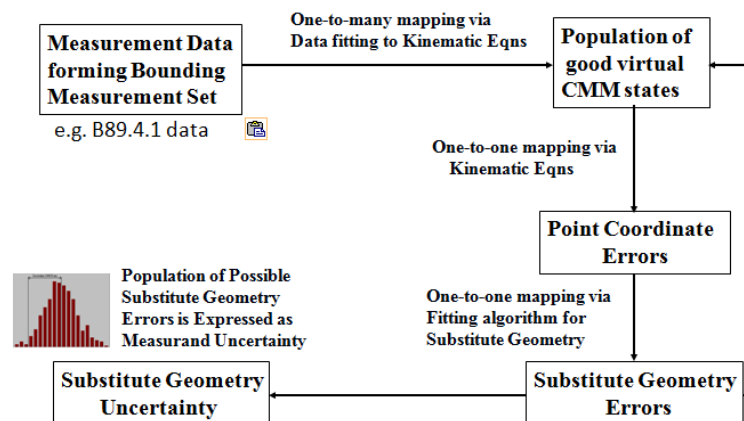 Measurement Data
forming Bounding
Measurement Set
e.g. B89.4.1 data
One-to-many mapping via
Data fitting to Kinematic Eqns
Population of
good virtual
CMM states
One-to-one mapping via
Kinematic Eqns
Point Coordinate
Errors
One-to-one mapping via
Fitting algorithm for
Substitute Geometry
Population of Possible
Substitute Geometry
Errors is Expressed as
Measurand Uncertainty
Substitute Geometry
Uncertainty
Substitute Geometry
Errors